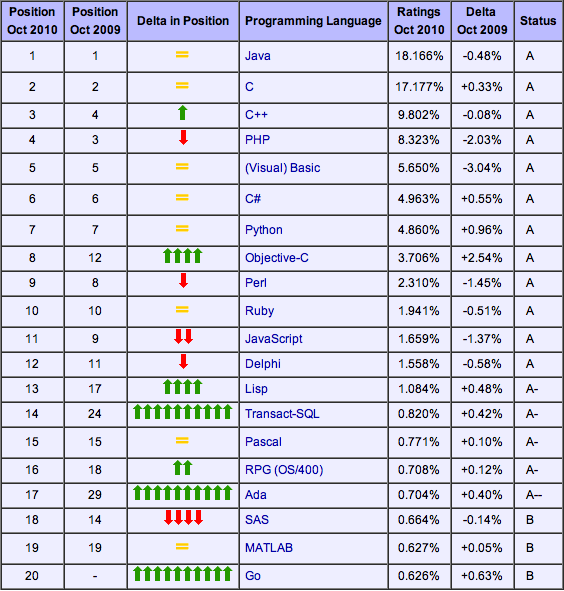 Position Oct 2010 Position Oct 2009 Delta in Position Programming Language Ratings Oct 2010 Delta Oct 2009 Status
1 1 = Java 18.166% -0.48% A
2 2 = C 17.177% +0.33% A
3 4 C++ 9.802% -0.08% A
4 3 PHP 8.323% -2.03% A
5 5 = (Visual) Basic 5.650% -3.04% A
6 6 = C# 4.963% +0.55% A
7 7 = Python 4.860% +0.96% A
8 12 Objective-C 3.706% +2.54% A
9 8 Perl 2.310% -1.45% A
10 10 = Ruby 1.941% -0.51% A
11 9 JavaScript 1.659% -1.37% A
12 11 Delphi 1.558% -0.58% A
13 17 Lisp 1.084% +0.48% A-
14 24 Transact-SQL 0.820% +0.42% A-
15 15 = Pascal 0.771% +0.10% A-
16 18 RPG (OS/400) 0.708% +0.12% A-
17 29 Ada 0.704% +0.40% A--
18 14 SAS 0.664% -0.14% B
19 19 = MATLAB 0.627% +0.05% B
20 - Go 0.626% +0.63% B